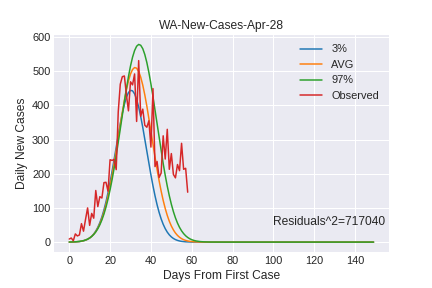 WA-New-Cases-Apr-28
600
500
400
300
200
100
0
Daily New Cases
3%
AVG
97%
Observed
Residuals^2=717040
0 20 40 60 80 100 120 140
Days From First Case